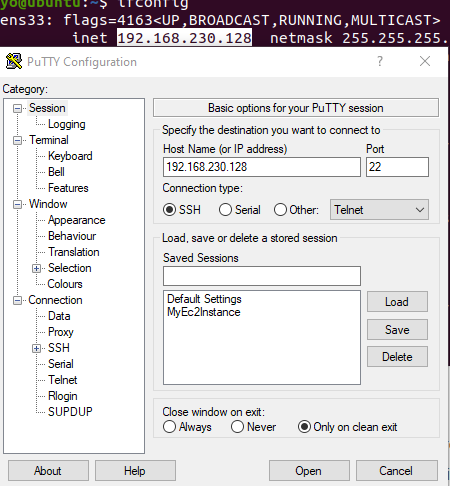 yo@ubuntu:~$ ifconfig
ens33: flags=4163<UP,BROADCAST,RUNNING,MULTICAST>
inet 192.168.230.128 netmask 255.255.255.
PuTTY Configuration
Category:
Session
Logging
Terminal
Keyboard
Bell
Features
Window
Appearance
Behaviour
Translation
Selection
Colours
Connection
Data
Proxy
SSH
Serial
Telnet
Rlogin
SUPDUP
Basic options for your PuTTY session
Specify the destination you want to connect to
Host Name (or IP address) Port
192.168.230.128 22
Connection type:
SSH Serial Other: Telnet
Load, save or delete a stored session
Saved Sessions
Default Settings
MyEc2Instance
Load
Save
Delete
Close window on exit:
Always Never Only on clean exit
About Help Open Cancel